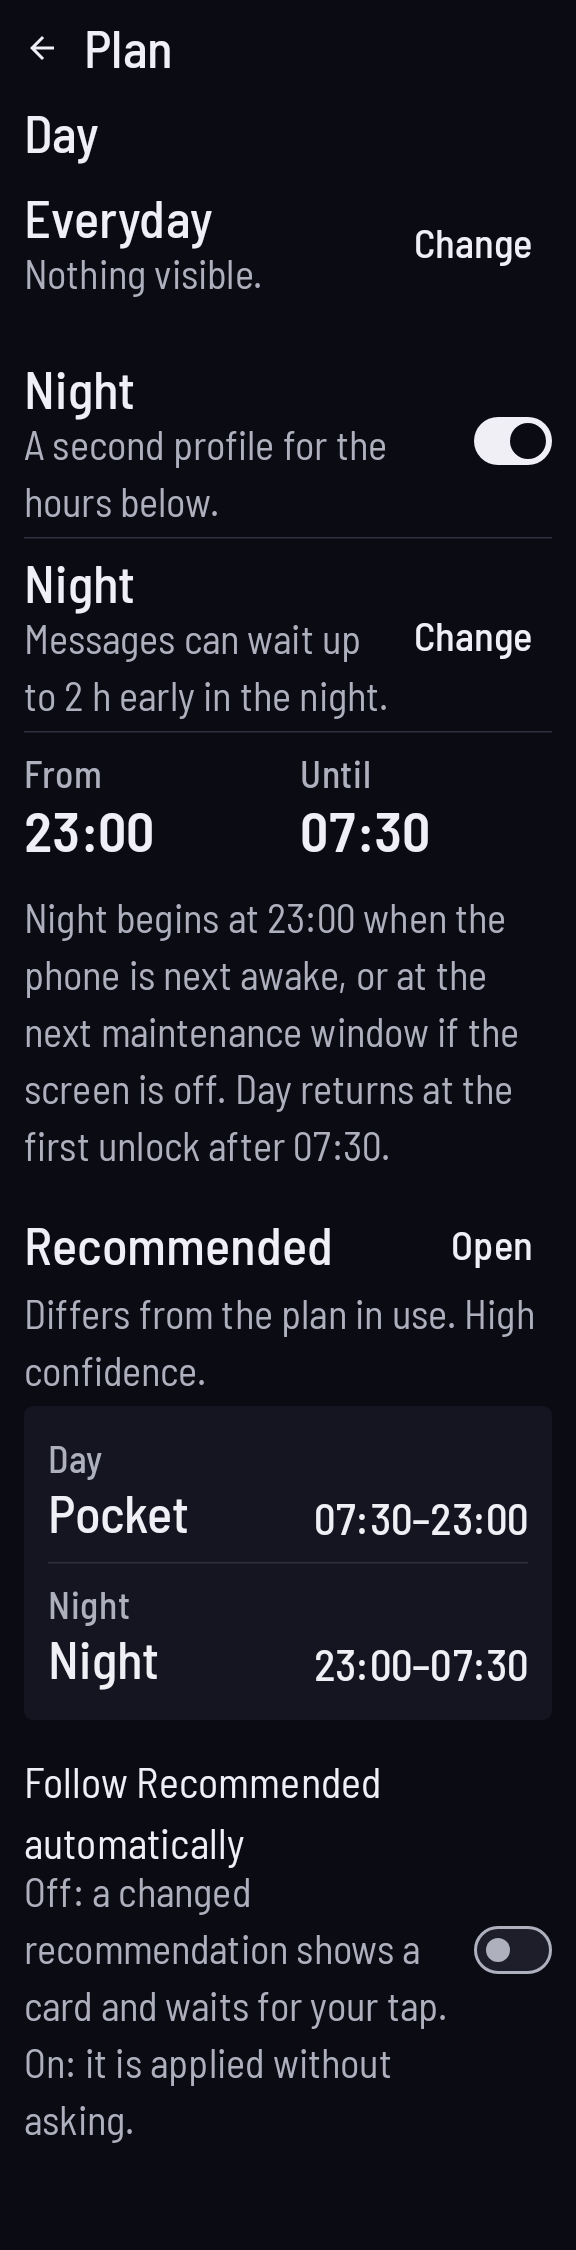 Plan
Day
Everyday
Nothing visible.
Change
Night
A second profile for the
hours below.
Night
Messages can wait up
to 2 h early in the night.
Change
From
Until
23:00
07:30
Night begins at 23:00 when the
phone is next awake, or at the
next maintenance window if the
screen is off. Day returns at the
first unlock after 07:30.
Recommended
Open
Differs from the plan in use. High
confidence.
Day
Pocket
07:30–23:00
Night
Night
23:00–07:30
Follow Recommended
automatically
Off: a changed
recommendation shows a
card and waits for your tap.
On: it is applied without
asking.